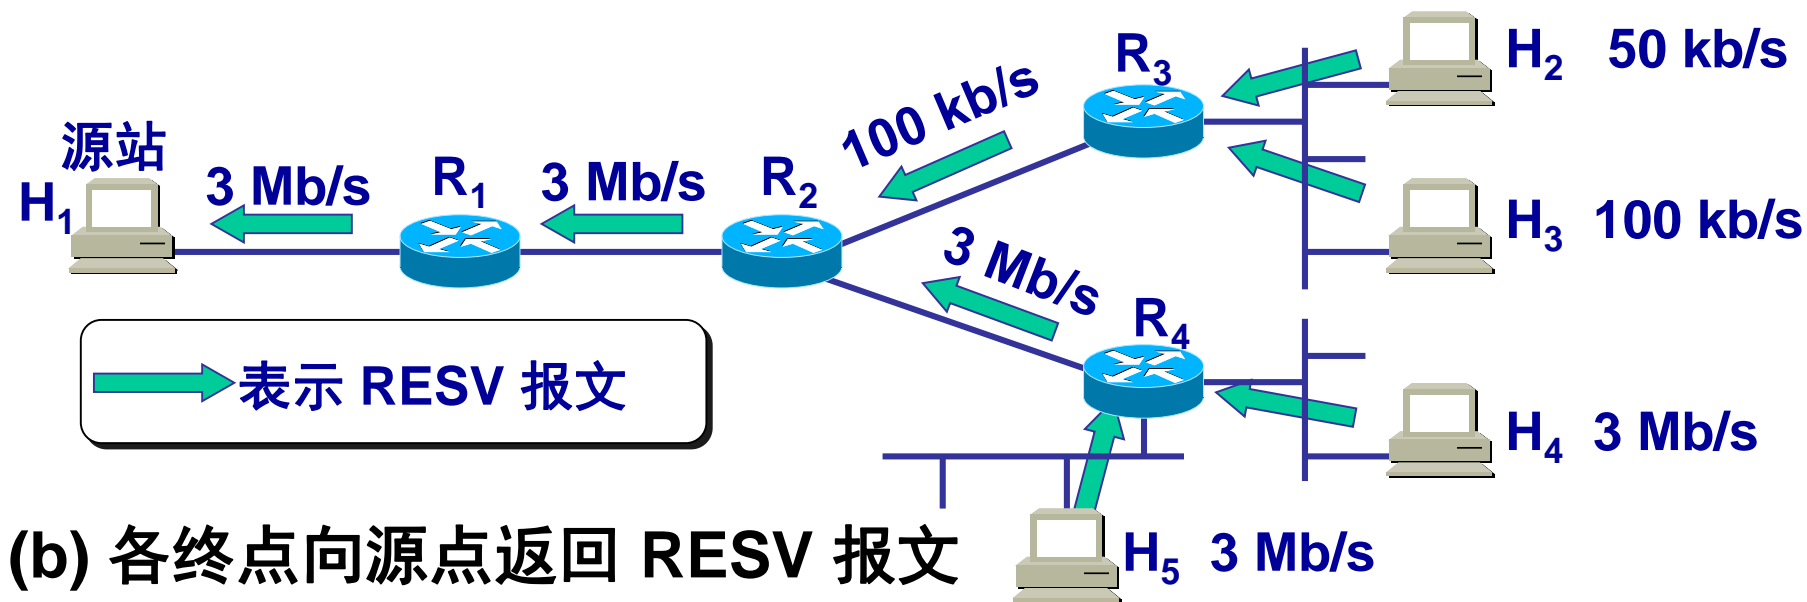 R₃
H₂ 50 kb/s
100 kb/s
源站
H₁
3 Mb/s
R₁
3 Mb/s
R₂
H₃ 100 kb/s
3 Mb/s
R₄
表示 RESV 报文
H₄ 3 Mb/s
(b) 各终点向源点返回 RESV 报文
H₅ 3 Mb/s